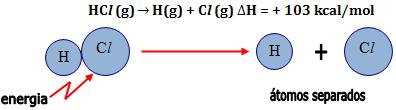 HCl (g) → H(g) + Cl (g) ΔH = + 103 kcal/mol
H Cl H + Cl
energia átomos separados